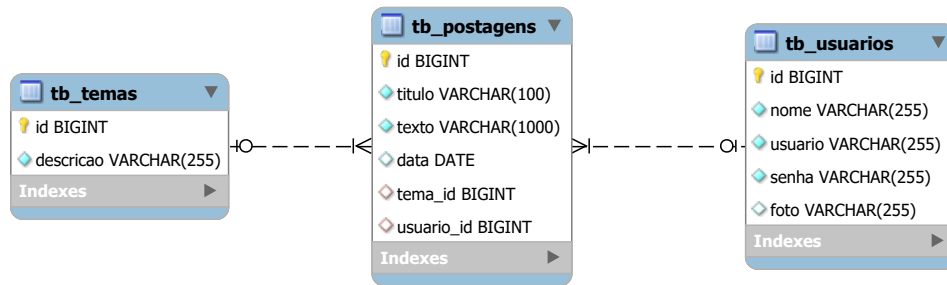 tb_temas
id BIGINT
descricao VARCHAR(255)
Indexes
tb_postagens
id BIGINT
titulo VARCHAR(100)
texto VARCHAR(1000)
data DATE
tema_id BIGINT
usuario_id BIGINT
Indexes
tb_usuarios
id BIGINT
nome VARCHAR(255)
usuario VARCHAR(255)
senha VARCHAR(255)
foto VARCHAR(255)
Indexes